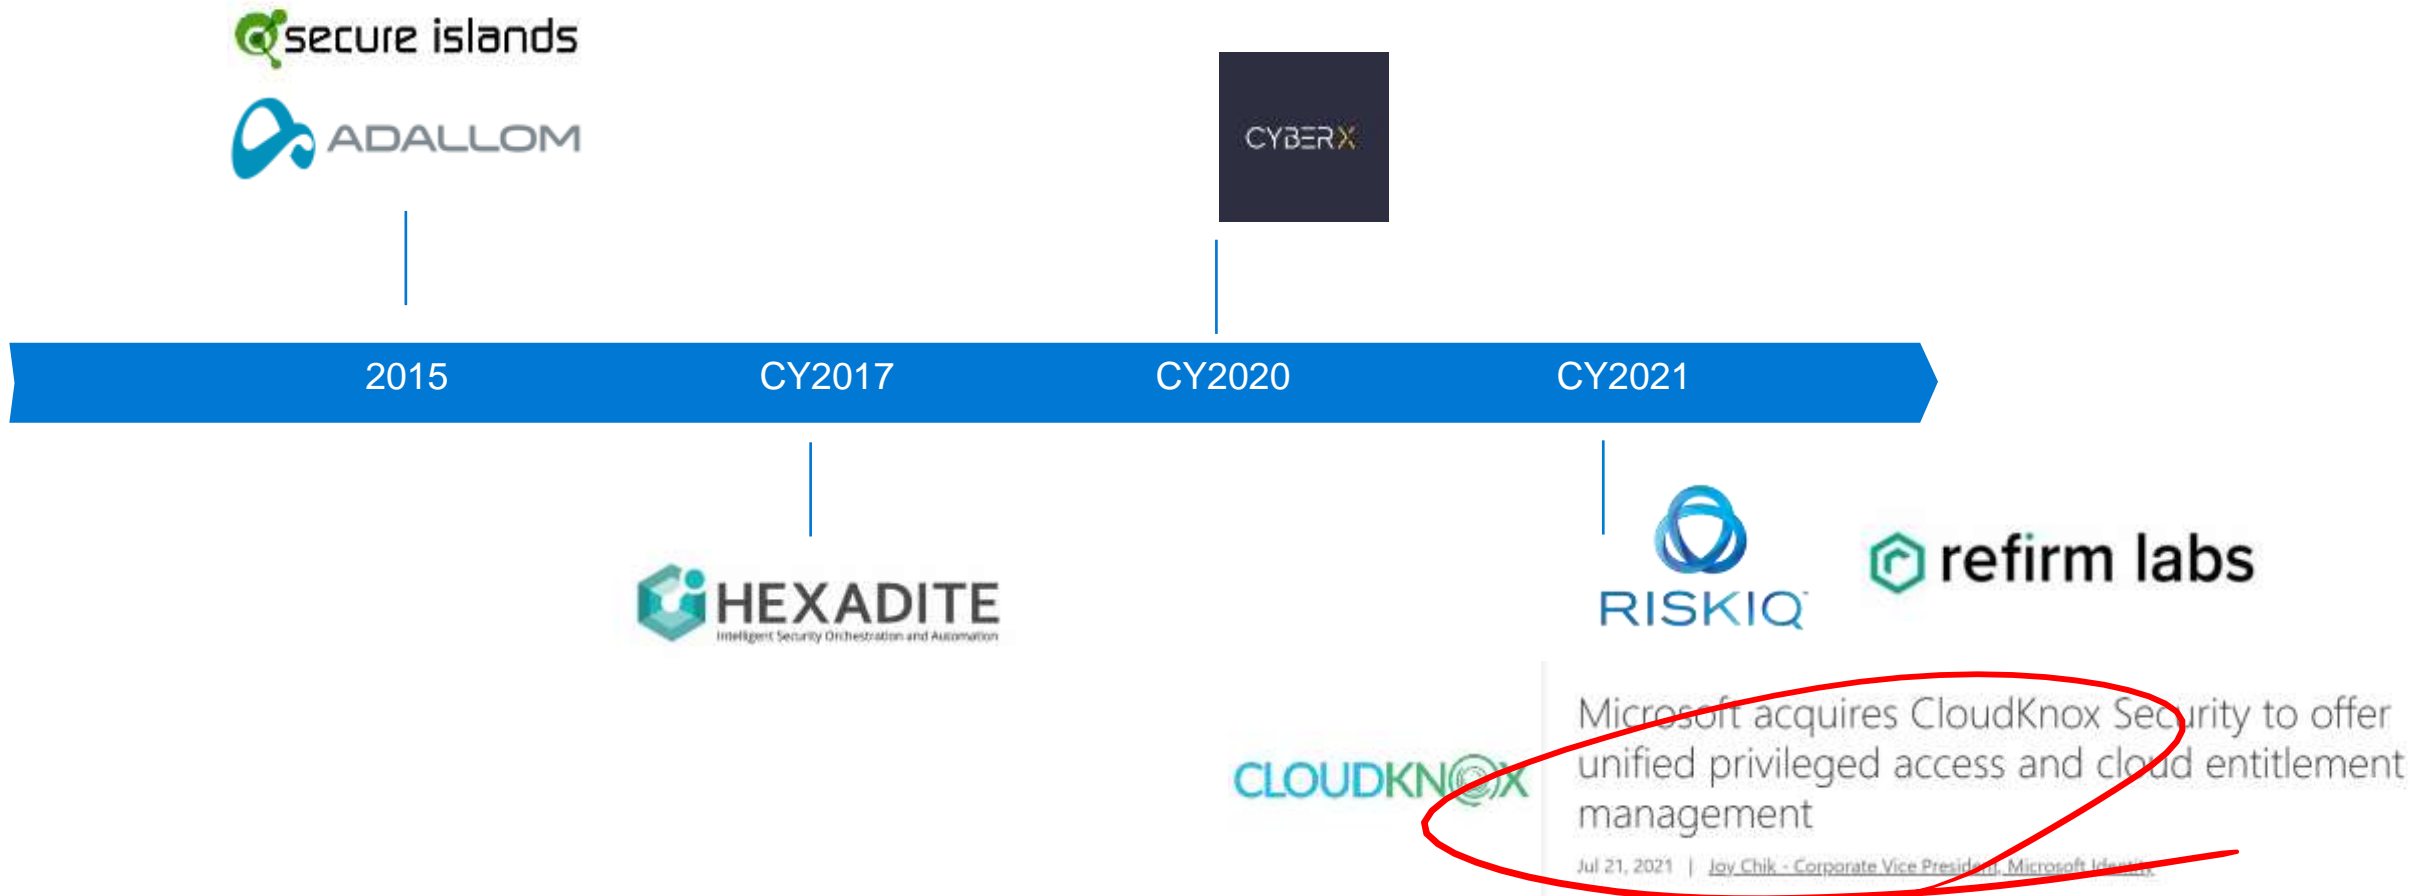 secure islands
ADALLOM
CYBERX
2015
CY2017
CY2020
CY2021
HEXADITE
Intelligent Security Orchestration and Automation
RISKIQ
refirm labs
CLOUDKNOX
Microsoft acquires CloudKnox Security to offer
unified privileged access and cloud entitlement
management
Jul 21, 2021 | Joy Chik - Corporate Vice President, Microsoft Identity